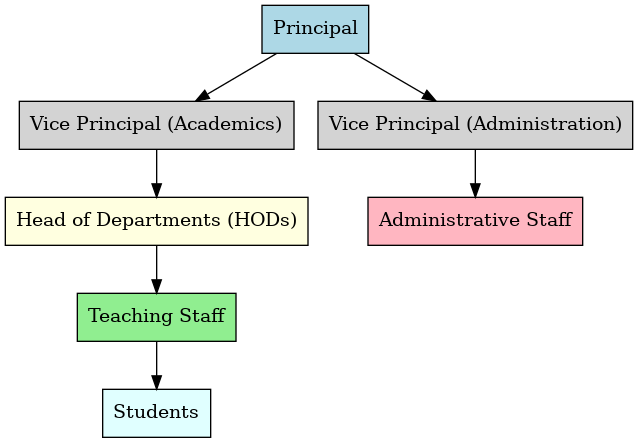 Principal
Vice Principal (Academics)
Vice Principal (Administration)
Head of Departments (HODs)
Administrative Staff
Teaching Staff
Students